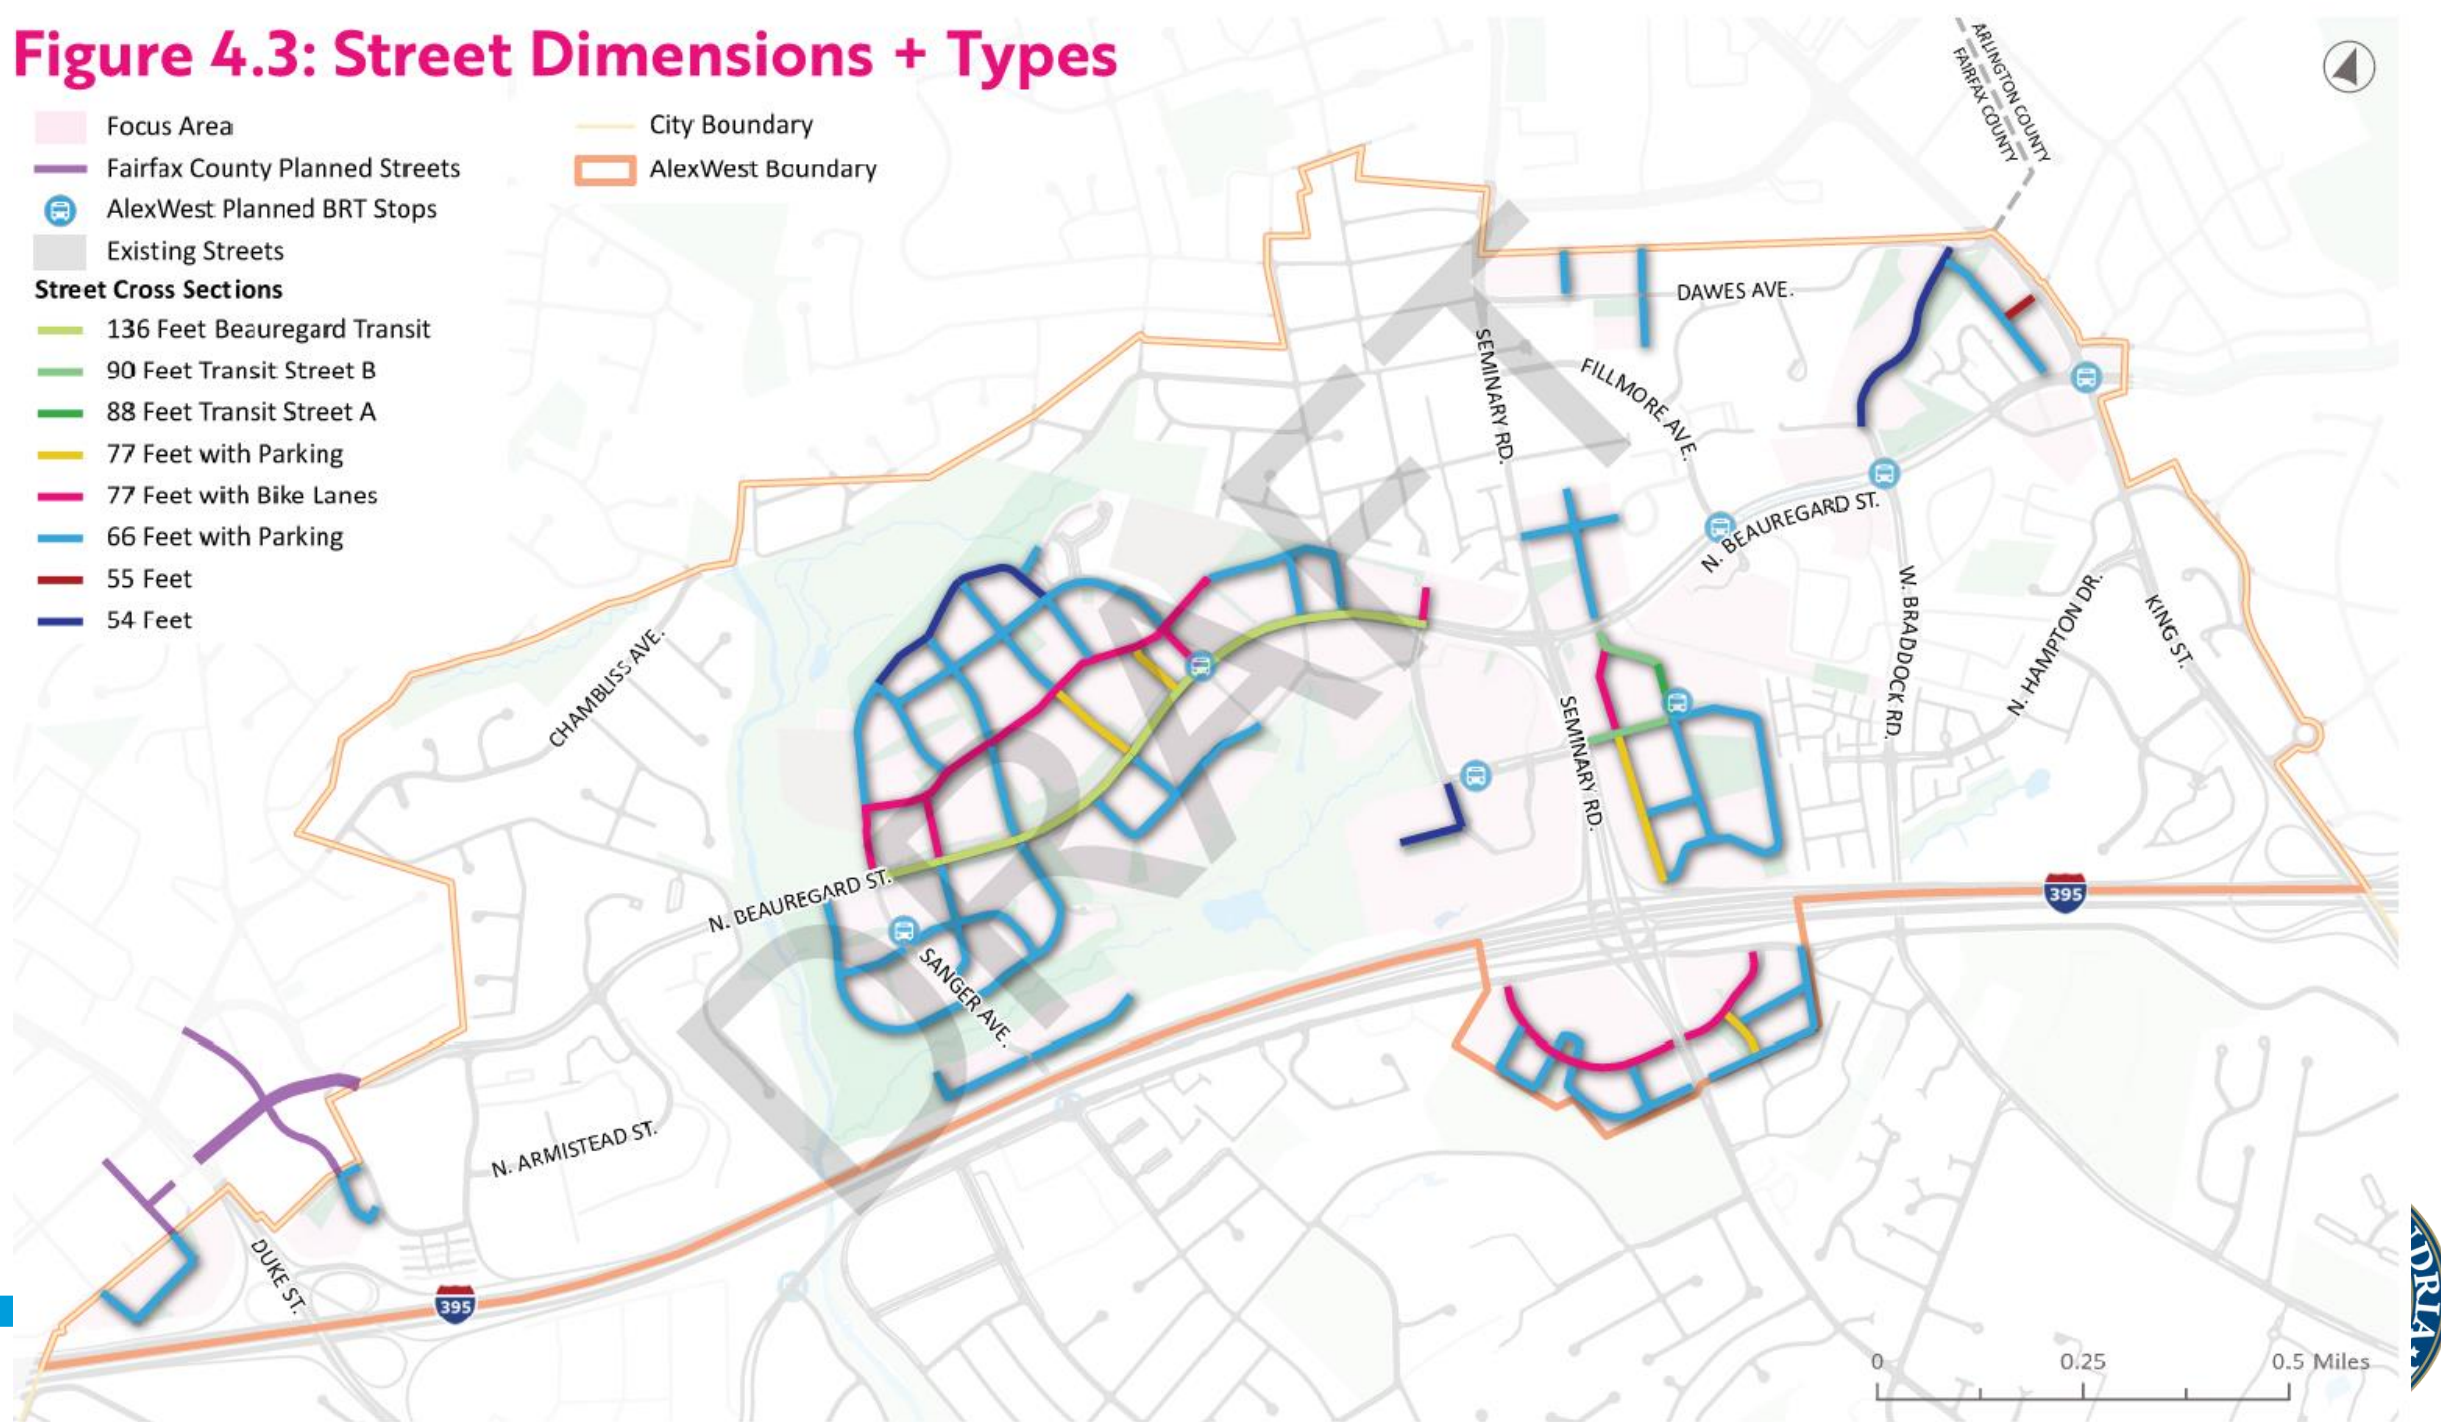 Figure 4.3: Street Dimensions + Types
Focus Area
Fairfax County Planned Streets
AlexWest Planned BRT Stops
Existing Streets
Street Cross Sections
136 Feet Beauregard Transit
90 Feet Transit Street B
88 Feet Transit Street A
77 Feet with Parking
77 Feet with Bike Lanes
66 Feet with Parking
55 Feet
54 Feet
City Boundary
AlexWest Boundary
ARLINGTON COUNTY
FAIRFAX COUNTY
DAWES AVE.
SEMINARY RD.
FILLMORE AVE.
N. BEAUREGARD ST.
W. BRADDOCK RD.
N. HAMPTON DR.
KING ST.
CHAMBLISS AVE.
SEMINARY RD.
395
N. BEAUREGARD ST.
SANGER AVE.
N. ARMISTEAD ST.
DUKE ST.
395
DRAFT
0 0.25 0.5 Miles